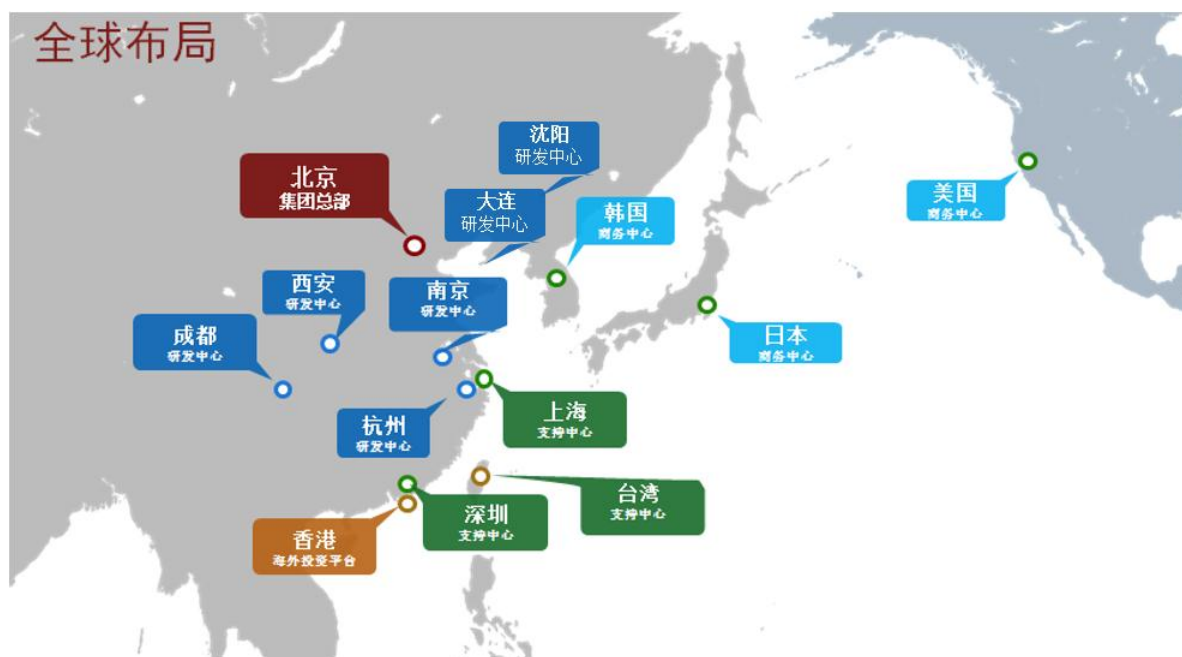 全球布局
沈阳
研发中心
北京
集团总部
大连
研发中心
韩国
商务中心
美国
商务中心
西安
研发中心
南京
研发中心
成都
研发中心
日本
商务中心
杭州
研发中心
上海
支持中心
台湾
支持中心
深圳
支持中心
香港
海外投资平台